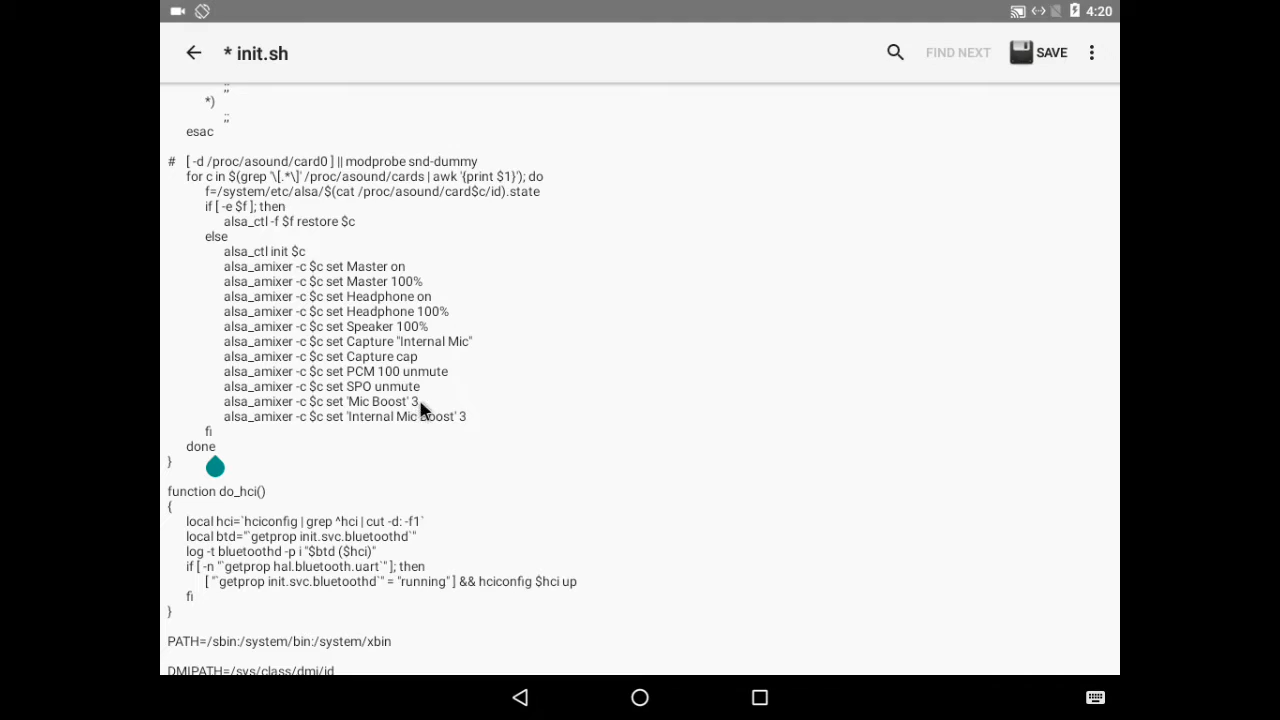 4:20
* init.sh
FIND NEXT
SAVE
;;
*)
;;
esac
# [ -d /proc/asound/card0 ] || modprobe snd-dummy
for c in $(grep '\[.*\]' /proc/asound/cards | awk '{print $1}'); do
f=/system/etc/alsa/$(cat /proc/asound/card$c/id).state
if [ -e $f ]; then
alsa_ctl -f $f restore $c
else
alsa_ctl init $c
alsa_amixer -c $c set Master on
alsa_amixer -c $c set Master 100%
alsa_amixer -c $c set Headphone on
alsa_amixer -c $c set Headphone 100%
alsa_amixer -c $c set Speaker 100%
alsa_amixer -c $c set Capture "Internal Mic"
alsa_amixer -c $c set Capture cap
alsa_amixer -c $c set PCM 100 unmute
alsa_amixer -c $c set SPO unmute
alsa_amixer -c $c set 'Mic Boost' 3
alsa_amixer -c $c set 'Internal Mic Boost' 3
fi
done
}
function do_hci()
{
local hci=`hciconfig | grep ^hci | cut -d: -f1`
local btd="`getprop init.svc.bluetoothd`"
log -t bluetoothd -p i "$btd ($hci)"
if [ -n "`getprop hal.bluetooth.uart`" ]; then
[ "`getprop init.svc.bluetoothd`" = "running" ] && hciconfig $hci up
fi
}
PATH=/sbin:/system/bin:/system/xbin
DMIPATH=/sys/class/dmi/id